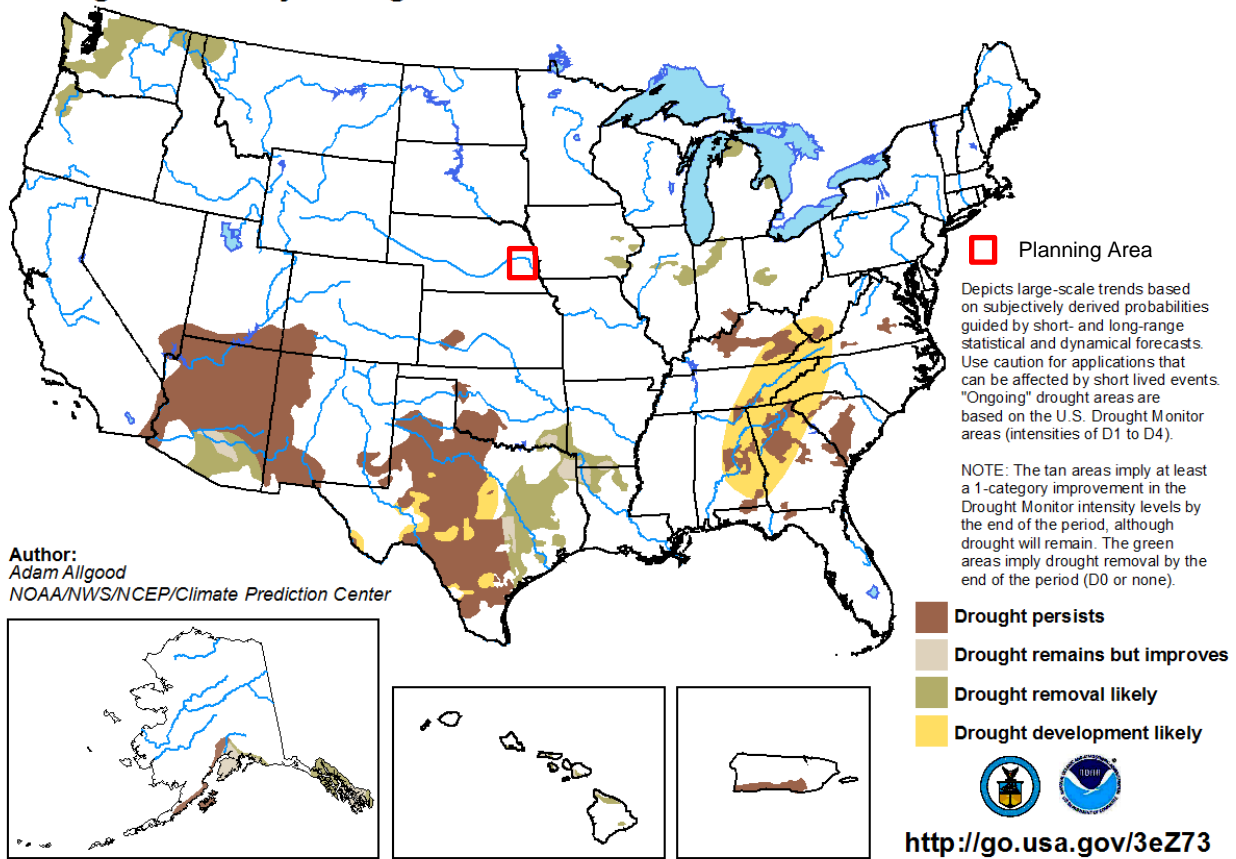 Planning Area
Depicts large-scale trends based
on subjectively derived probabilities
guided by short- and long-range
statistical and dynamical forecasts.
Use caution for applications that
can be affected by short lived events.
"Ongoing" drought areas are
based on the U.S. Drought Monitor
areas (intensities of D1 to D4).
NOTE: The tan areas imply at least
a 1-category improvement in the
Drought Monitor intensity levels by
the end of the period, although
drought will remain. The green
areas imply drought removal by the
end of the period (D0 or none).
Author:
Adam Allgood
NOAA/NWS/NCEP/Climate Prediction Center
Drought persists
Drought remains but improves
Drought removal likely
Drought development likely
http://go.usa.gov/3eZ73